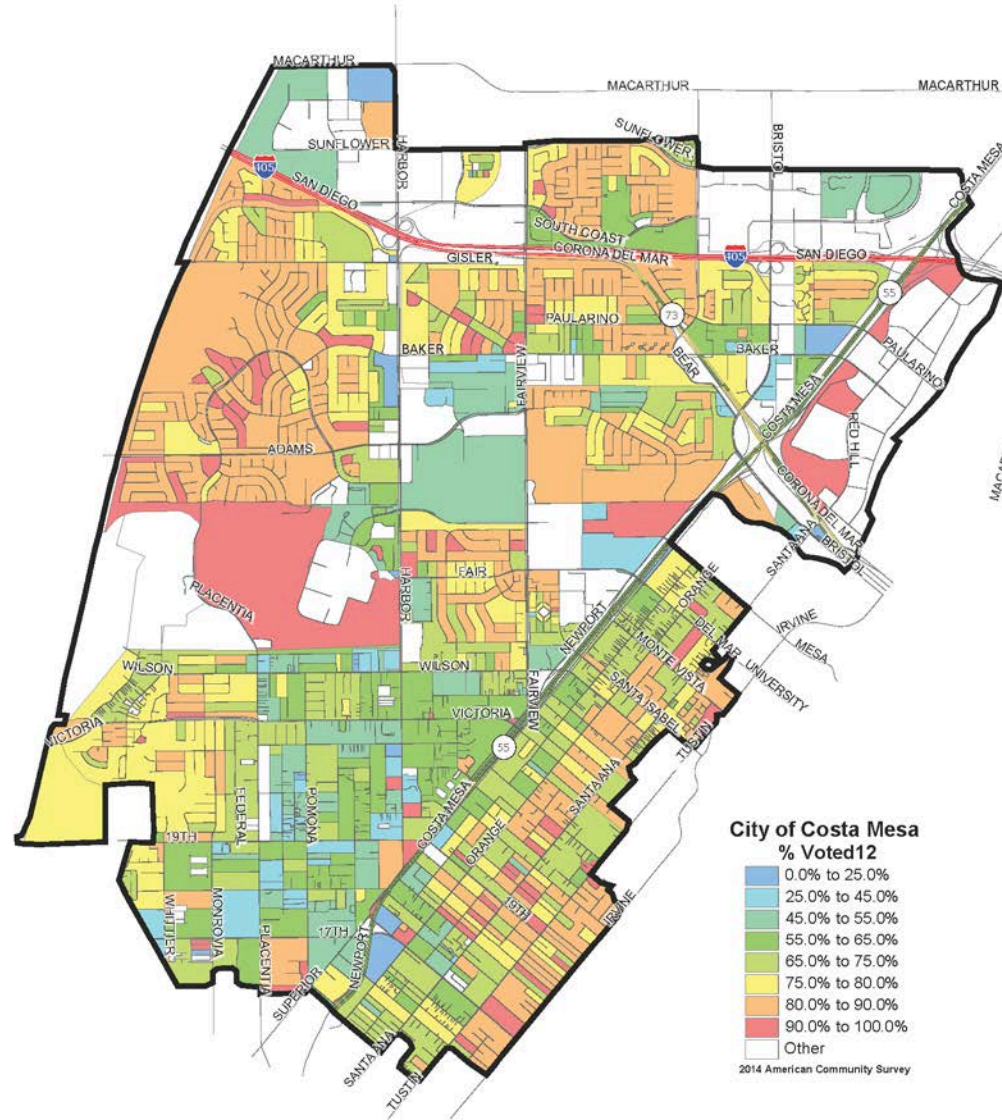 MACARTHUR
MACARTHUR
MACARTHUR
SUNFLOWER
HARBOR
SUNFLOWER
BRISTOL
COSTA MESA
405
SAN DIEGO
SOUTH COAST
CORONA DEL MAR
GISLER
405
SAN DIEGO
55
73
PAULARINO
BAKER
FAIRVIEW
BEAR
BAKER
PAULARINO
COSTA MESA
RED HILL
ADAMS
CORONA DEL MAR
BRISTOL
SANTA ANA
PLACENTIA
HARBOR
FAIR
NEWPORT
ORANGE
DEL MAR
IRVINE
MESA
UNIVERSITY
MONTE VISTA
WILSON
WILSON
FAIRVIEW
SANTA ISABEL
VICTORIA
VICTORIA
TUSTIN
55
FEDERAL
POMONA
COSTA MESA
SANTA ANA
ORANGE
19TH
19TH
WHITTIER
MONROVIA
PLACENTIA
17TH
SUPERIOR
NEWPORT
IRVINE
SANTA ANA
TUSTIN
City of Costa Mesa
% Voted12
0.0% to 25.0%
25.0% to 45.0%
45.0% to 55.0%
55.0% to 65.0%
65.0% to 75.0%
75.0% to 80.0%
80.0% to 90.0%
90.0% to 100.0%
Other
2014 American Community Survey